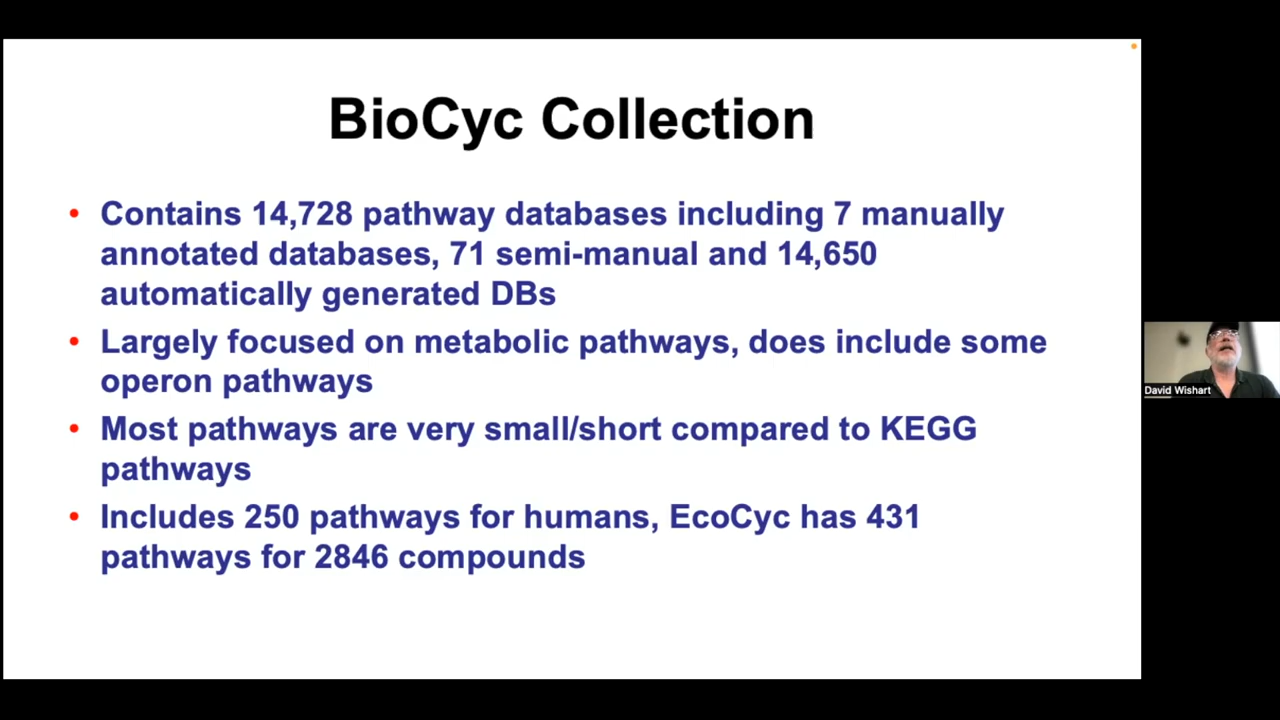 BioCyc Collection
• Contains 14,728 pathway databases including 7 manually
annotated databases, 71 semi-manual and 14,650
automatically generated DBs
• Largely focused on metabolic pathways, does include some
operon pathways
• Most pathways are very small/short compared to KEGG
pathways
• Includes 250 pathways for humans, EcoCyc has 431
pathways for 2846 compounds
David Wishart